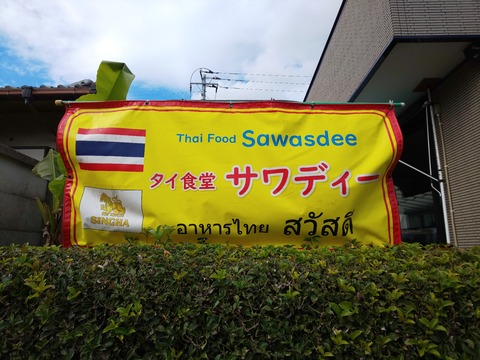 Thai Food Sawasdee
タイ食堂 サワディー
SINGHA
อาหารไทย สวัสดี